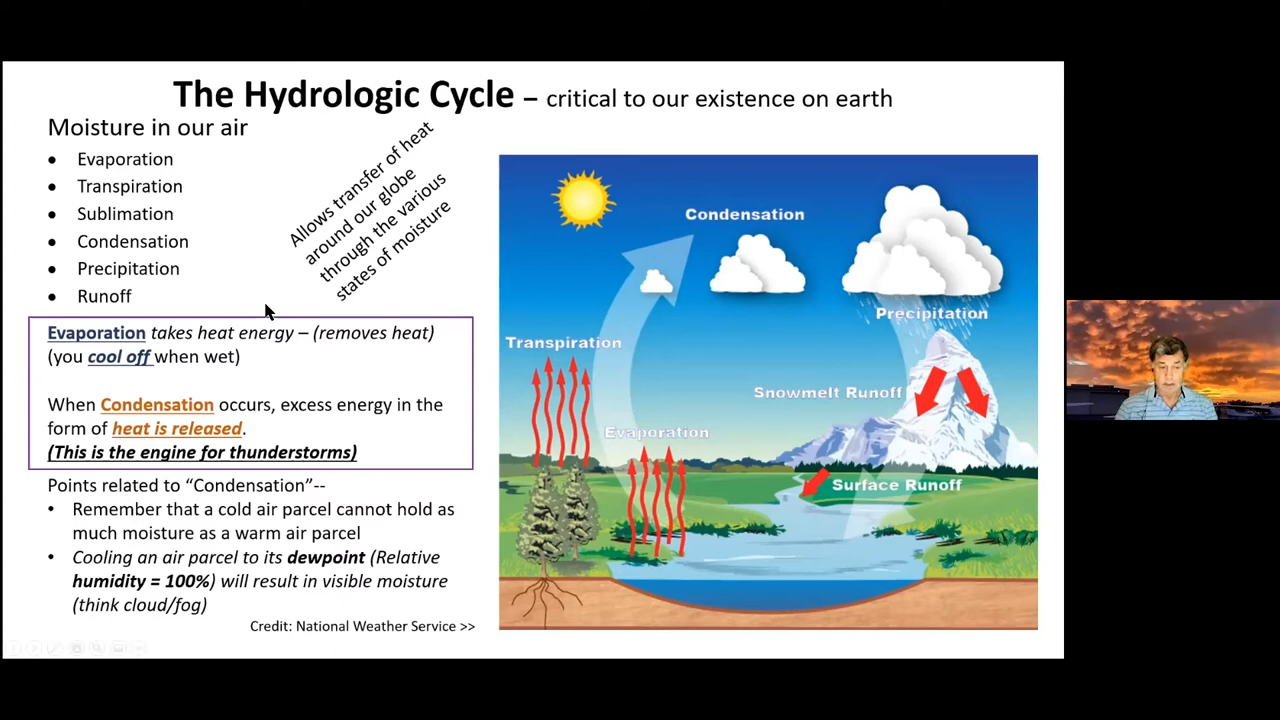 The Hydrologic Cycle – critical to our existence on earth
Moisture in our air
• Evaporation
• Transpiration
• Sublimation
• Condensation
• Precipitation
• Runoff
Allows transfer of heat
around our globe
through the various
states of moisture
Evaporation takes heat energy – (removes heat)
(you cool off when wet)
When Condensation occurs, excess energy in the
form of heat is released.
(This is the engine for thunderstorms)
Points related to “Condensation”--
• Remember that a cold air parcel cannot hold as
much moisture as a warm air parcel
• Cooling an air parcel to its dewpoint (Relative
humidity = 100%) will result in visible moisture
(think cloud/fog)
Credit: National Weather Service >>
Condensation
Precipitation
Transpiration
Snowmelt Runoff
Evaporation
Surface Runoff